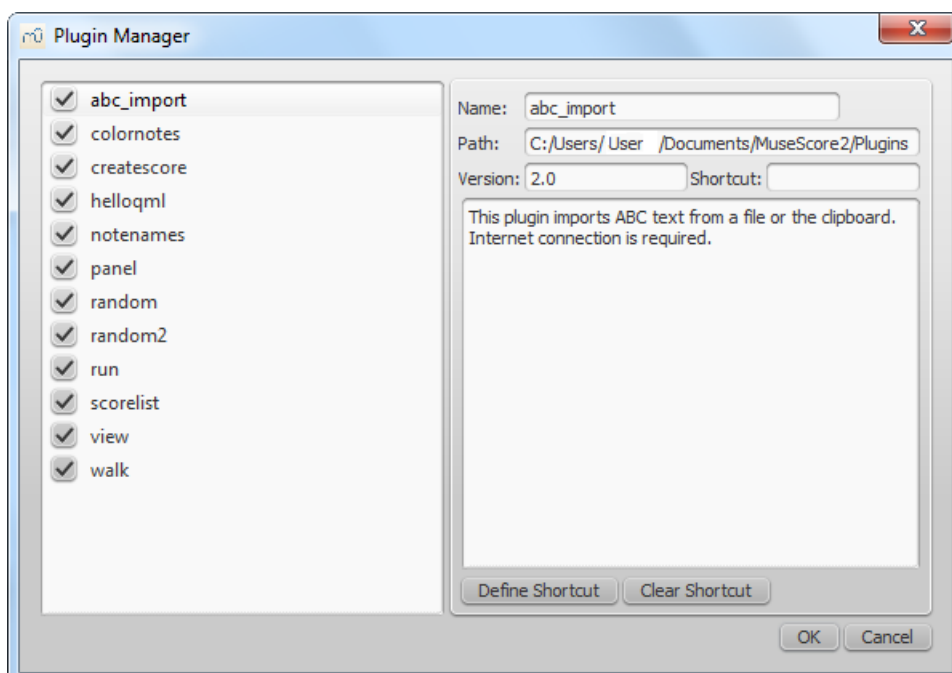 Plugin Manager
abc_import
colornotes
createscore
helloqml
notenames
panel
random
random2
run
scorelist
view
walk
Name: abc_import
Path: C:/Users/ User /Documents/MuseScore2/Plugins
Version: 2.0 Shortcut:
This plugin imports ABC text from a file or the clipboard.
Internet connection is required.
Define Shortcut Clear Shortcut
OK Cancel